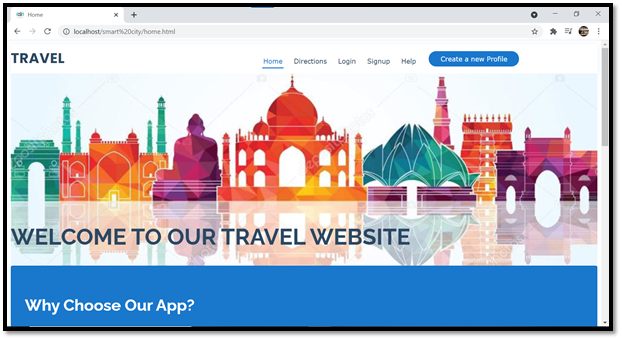 Home
localhost/smart%20city/home.html
TRAVEL
Home Directions Login Signup Help Create a new Profile
WELCOME TO OUR TRAVEL WEBSITE
Why Choose Our App?